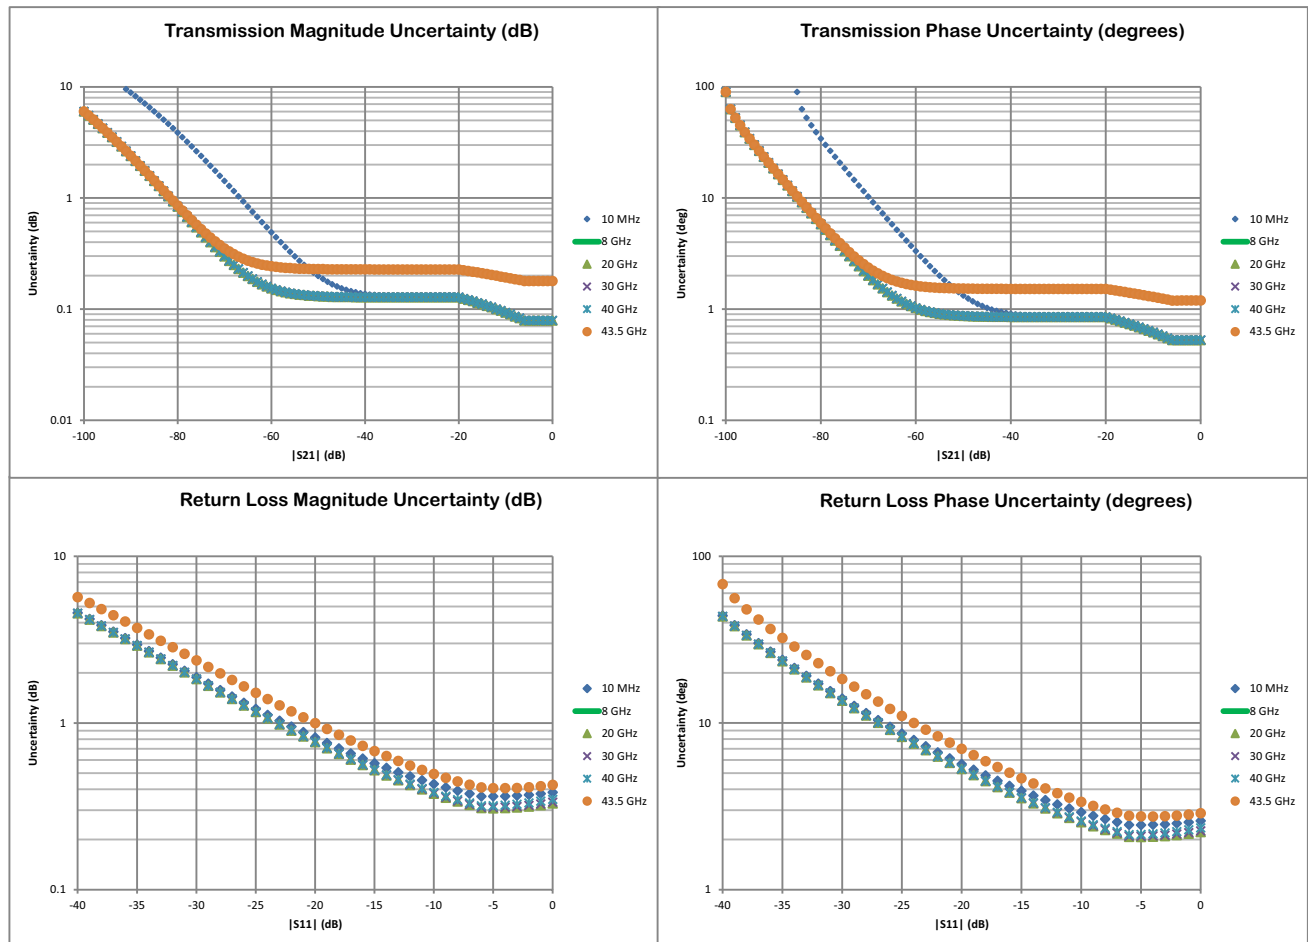 Transmission Magnitude Uncertainty (dB)
10
1
0.1
0.01
Uncertainty (dB)
-100 -80 -60 -40 -20 0
|S21| (dB)
10 MHz
8 GHz
20 GHz
30 GHz
40 GHz
43.5 GHz
Transmission Phase Uncertainty (degrees)
100
10
1
0.1
Uncertainty (deg)
-100 -80 -60 -40 -20 0
|S21| (dB)
10 MHz
8 GHz
20 GHz
30 GHz
40 GHz
43.5 GHz
Return Loss Magnitude Uncertainty (dB)
10
1
0.1
Uncertainty (dB)
-40 -35 -30 -25 -20 -15 -10 -5 0
|S11| (dB)
10 MHz
8 GHz
20 GHz
30 GHz
40 GHz
43.5 GHz
Return Loss Phase Uncertainty (degrees)
100
10
1
Uncertainty (deg)
-40 -35 -30 -25 -20 -15 -10 -5 0
|S11| (dB)
10 MHz
8 GHz
20 GHz
30 GHz
40 GHz
43.5 GHz